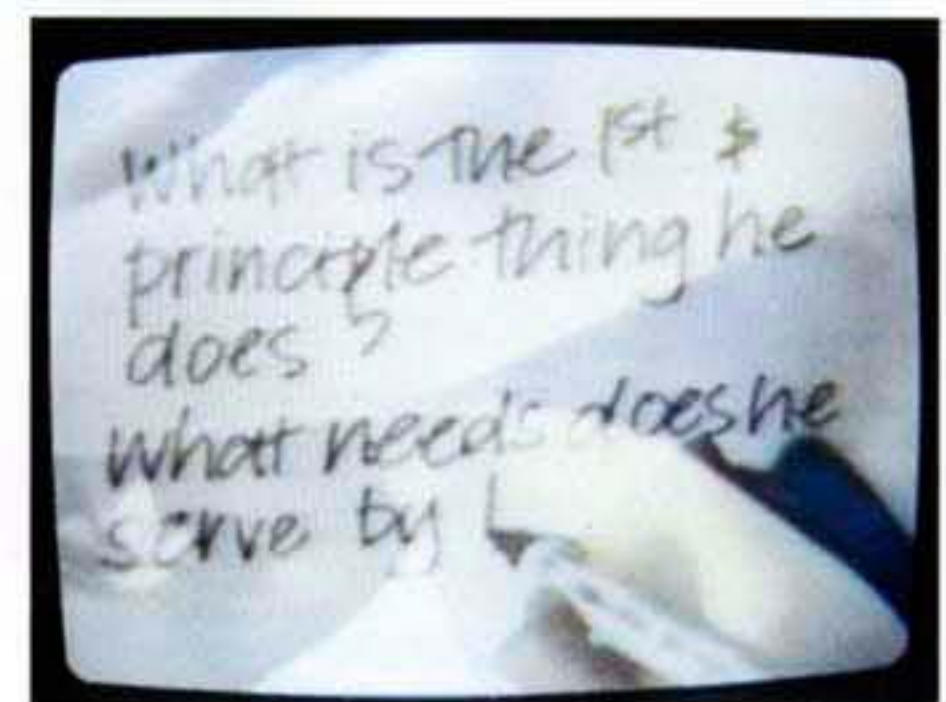 What is the 1st &
principle thing he
does?
what needs does he
serve by